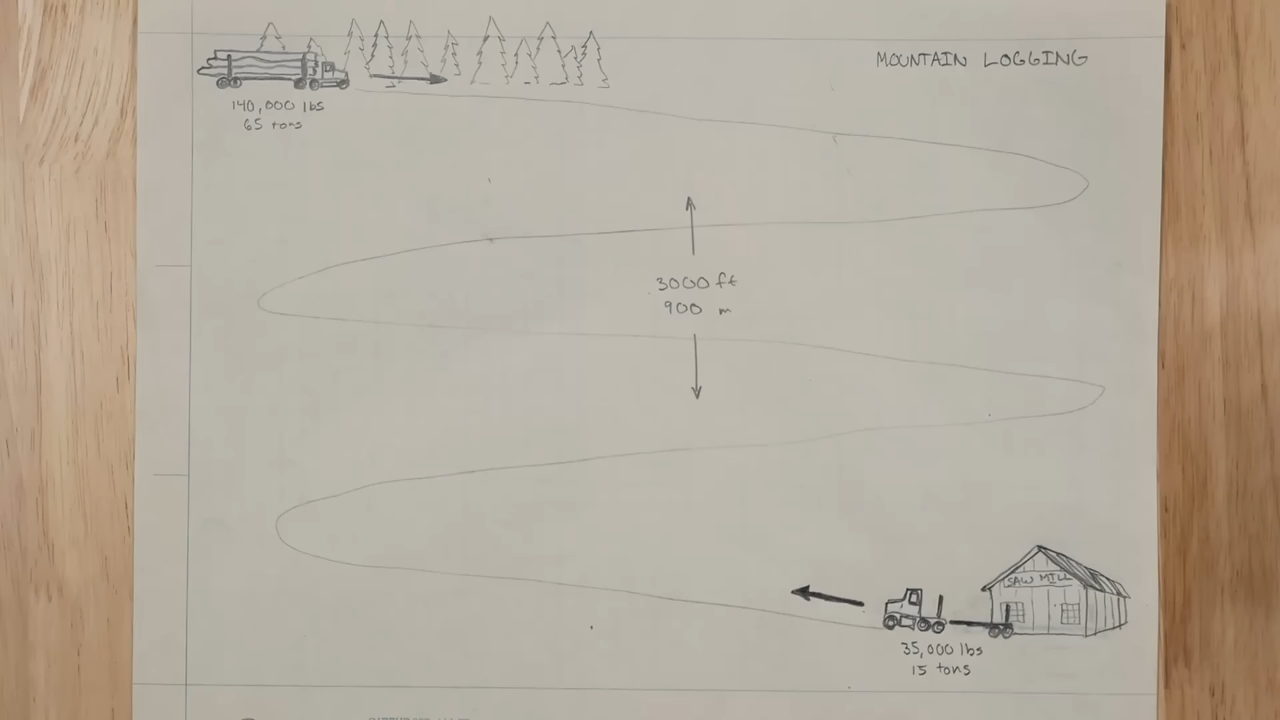 MOUNTAIN LOGGING
140,000 lbs
65 tons
3000 ft
900 m
SAW MILL
35,000 lbs
15 tons